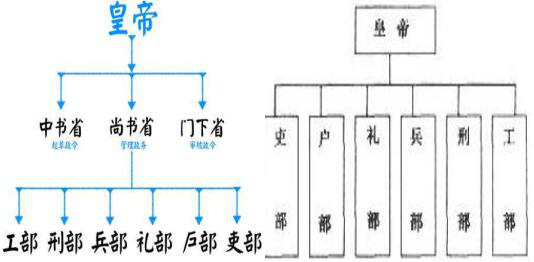 皇帝
中书省 尚书省 门下省
起草政令 管理政务 审核政令
工部 刑部 兵部 礼部 户部 吏部
皇帝
吏部 户部 礼部 兵部 刑部 工部